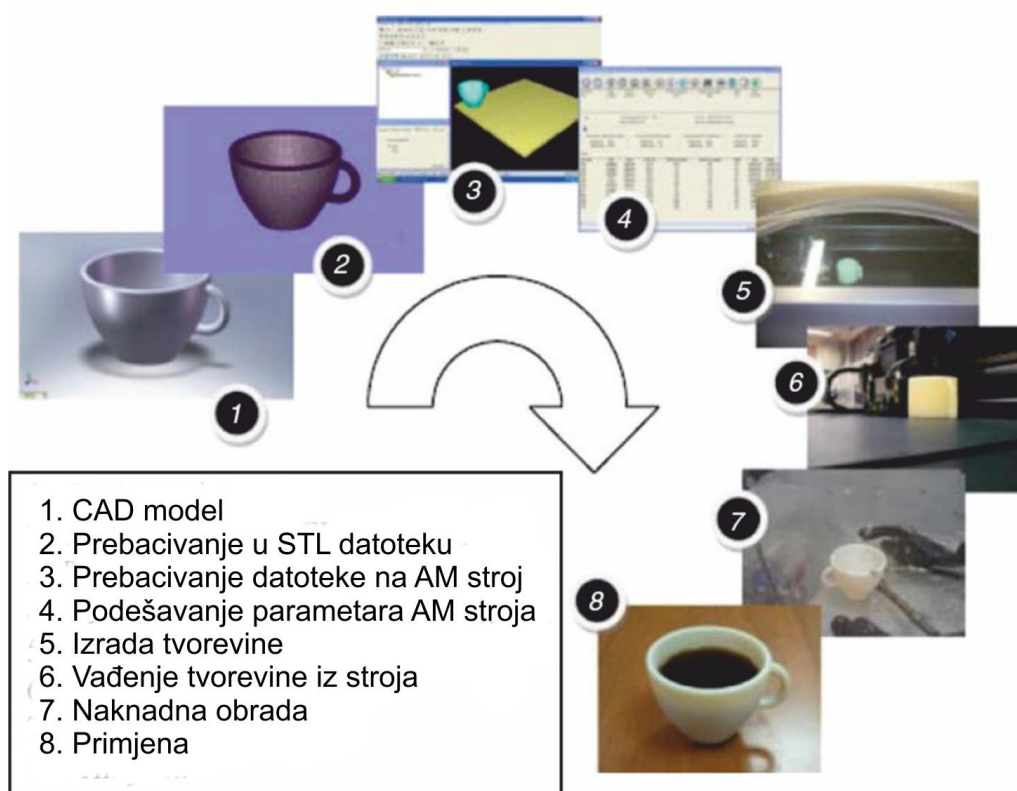 3
4
2
5
1
6
7
8
1. CAD model
2. Prebacivanje u STL datoteku
3. Prebacivanje datoteke na AM stroj
4. Podešavanje parametara AM stroja
5. Izrada tvorevine
6. Vađenje tvorevine iz stroja
7. Naknadna obrada
8. Primjena